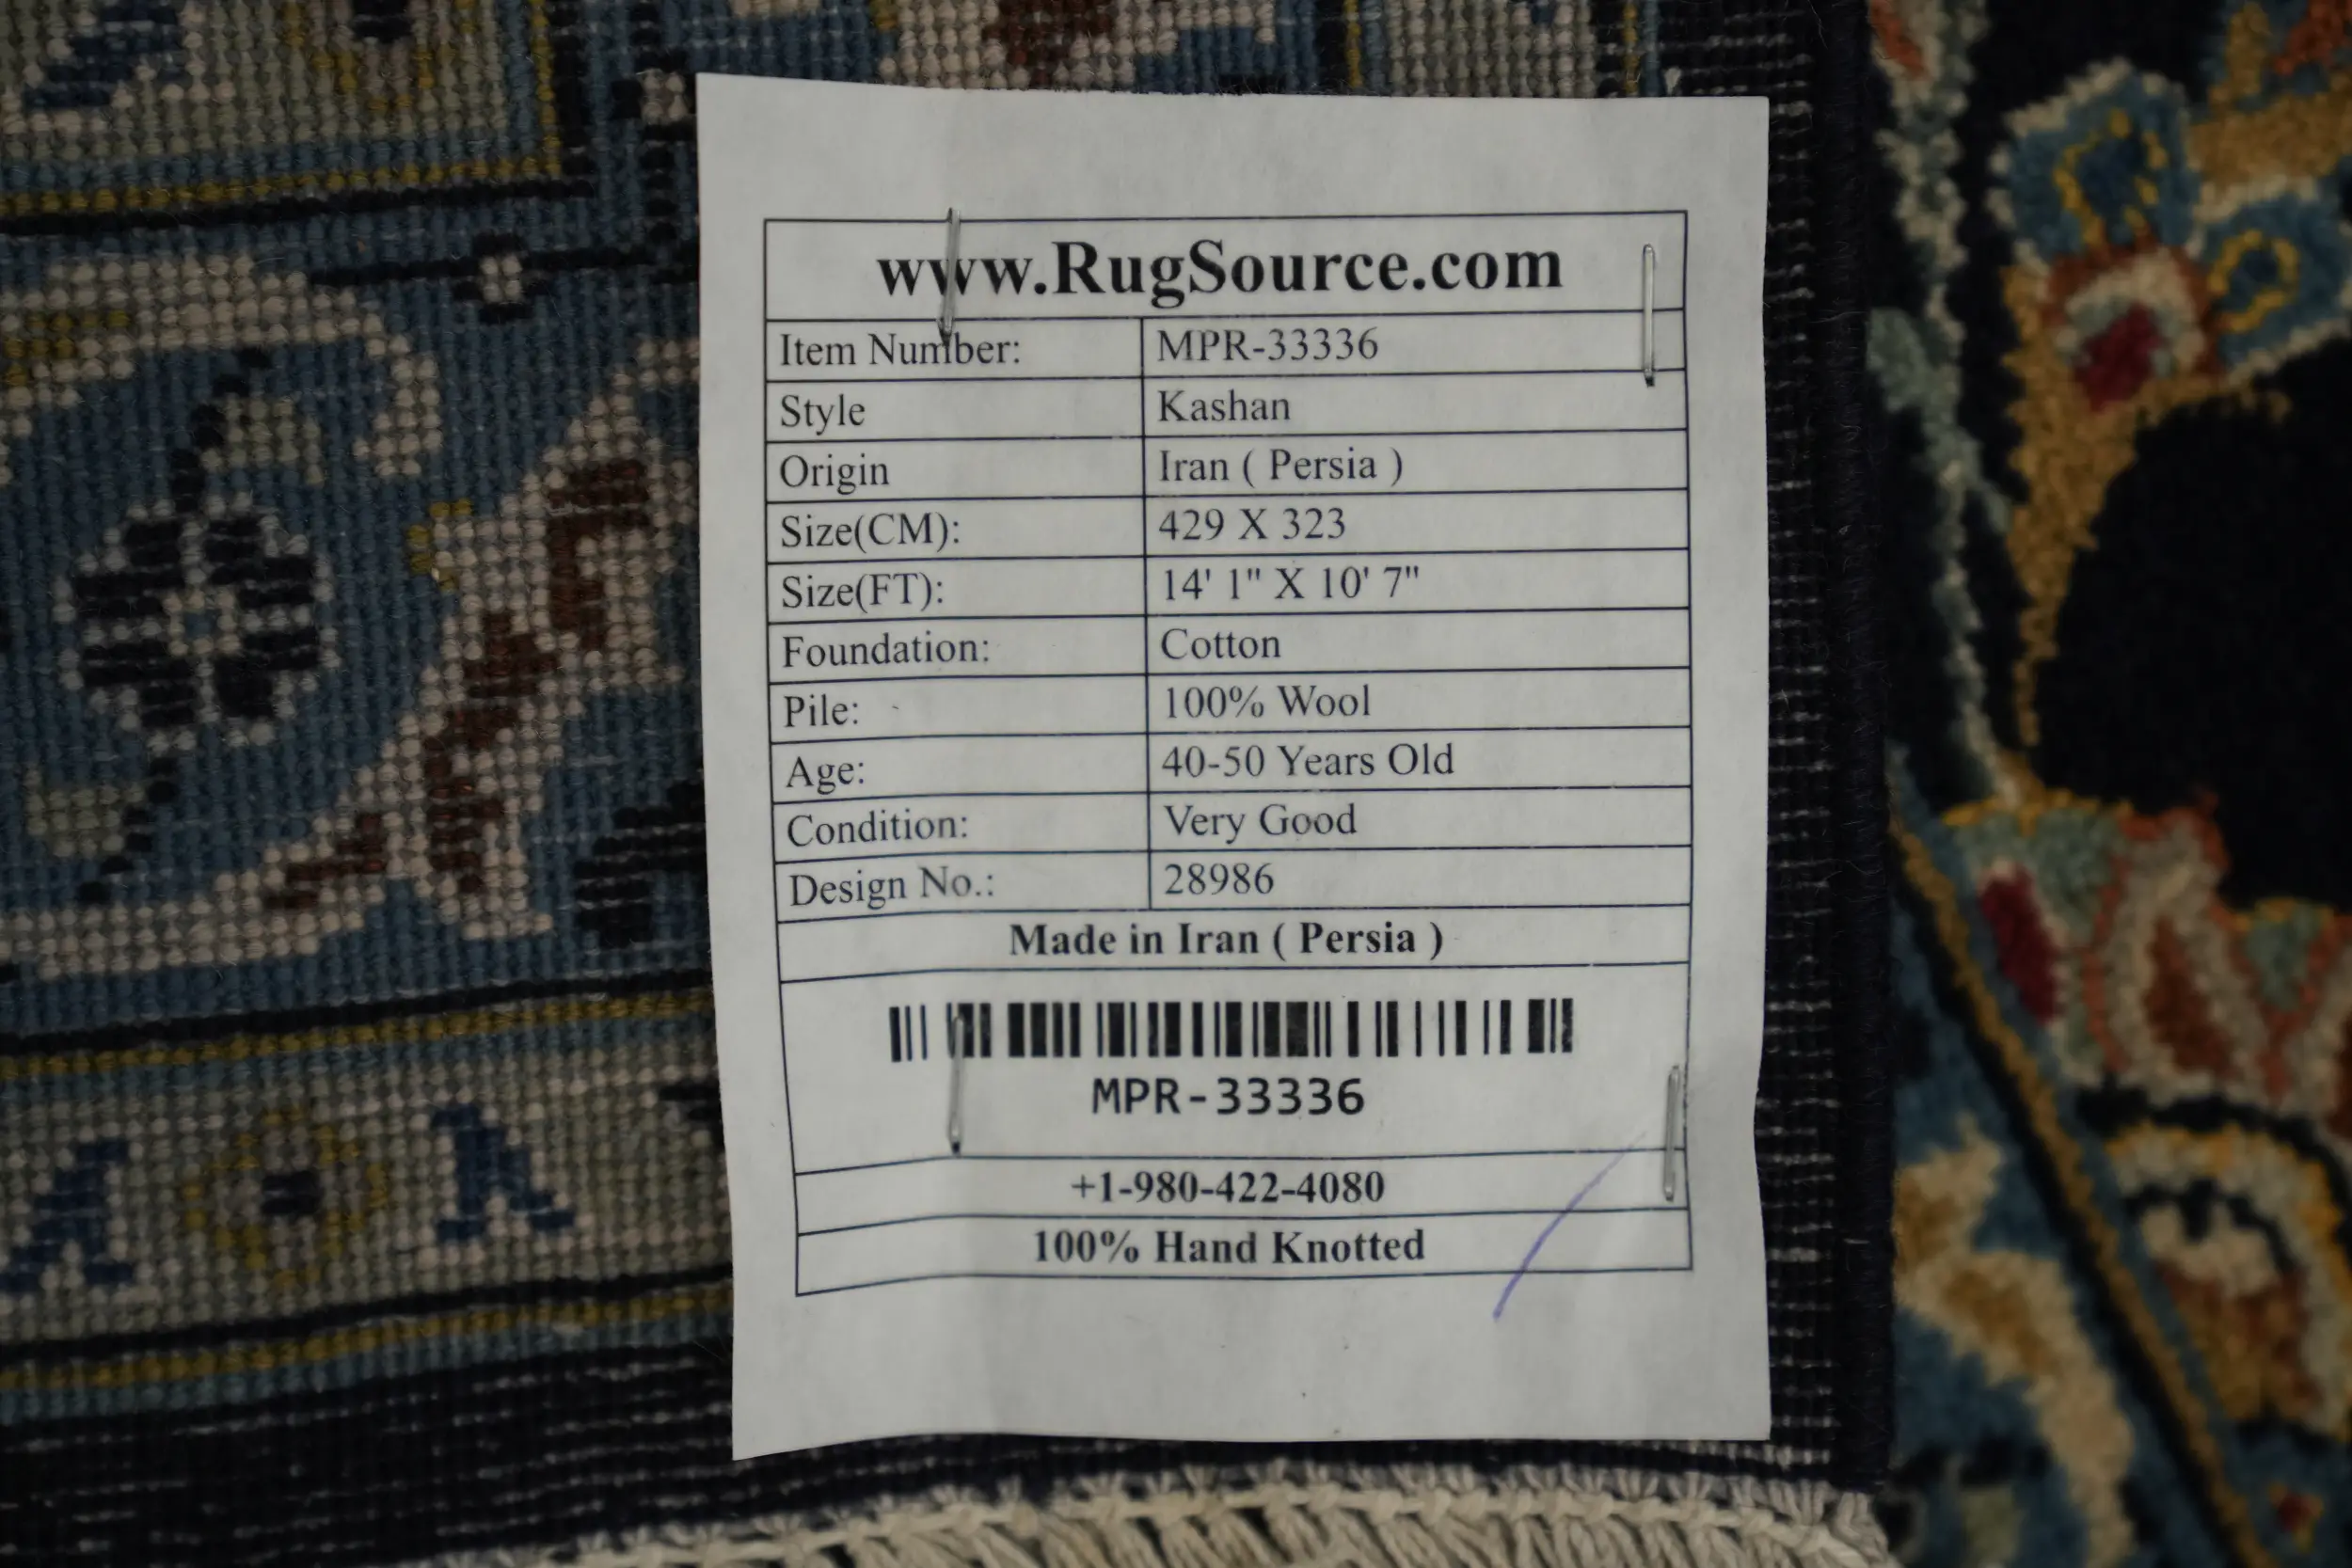 www.RugSource.com
Item Number: MPR-33336
Style Kashan
Origin Iran ( Persia )
Size(CM): 429 X 323
Size(FT): 14' 1" X 10' 7"
Foundation: Cotton
Pile: 100% Wool
Age: 40-50 Years Old
Condition: Very Good
Design No.: 28986
Made in Iran ( Persia )
MPR-33336
+1-980-422-4080
100% Hand Knotted